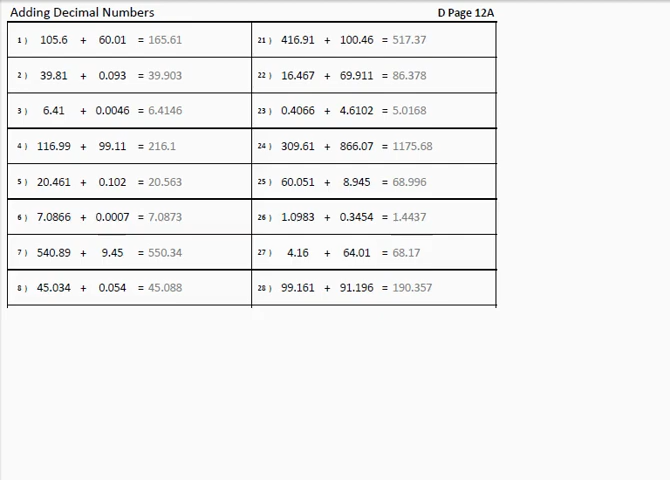 Adding Decimal Numbers D Page 12A
1 ) 105.6 + 60.01 = 165.61
2 ) 39.81 + 0.093 = 39.903
3 ) 6.41 + 0.0046 = 6.4146
4 ) 116.99 + 99.11 = 216.1
5 ) 20.461 + 0.102 = 20.563
6 ) 7.0866 + 0.0007 = 7.0873
7 ) 540.89 + 9.45 = 550.34
8 ) 45.034 + 0.054 = 45.088
21 ) 416.91 + 100.46 = 517.37
22 ) 16.467 + 69.911 = 86.378
23 ) 0.4066 + 4.6102 = 5.0168
24 ) 309.61 + 866.07 = 1175.68
25 ) 60.051 + 8.945 = 68.996
26 ) 1.0983 + 0.3454 = 1.4437
27 ) 4.16 + 64.01 = 68.17
28 ) 99.161 + 91.196 = 190.357